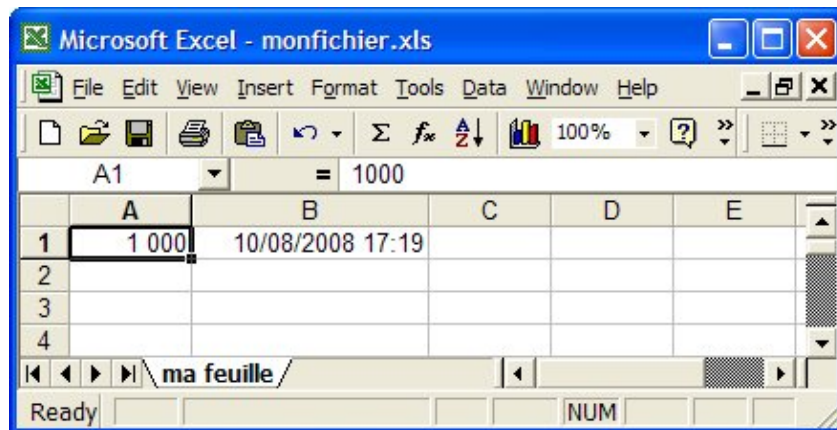 Microsoft Excel - monfichier.xls
File Edit View Insert Format Tools Data Window Help
Σ fx A Z 100% ? » »
A1 = 1000
A B C D E
1 1 000 10/08/2008 17:19
2
3
4
ma feuille
Ready NUM